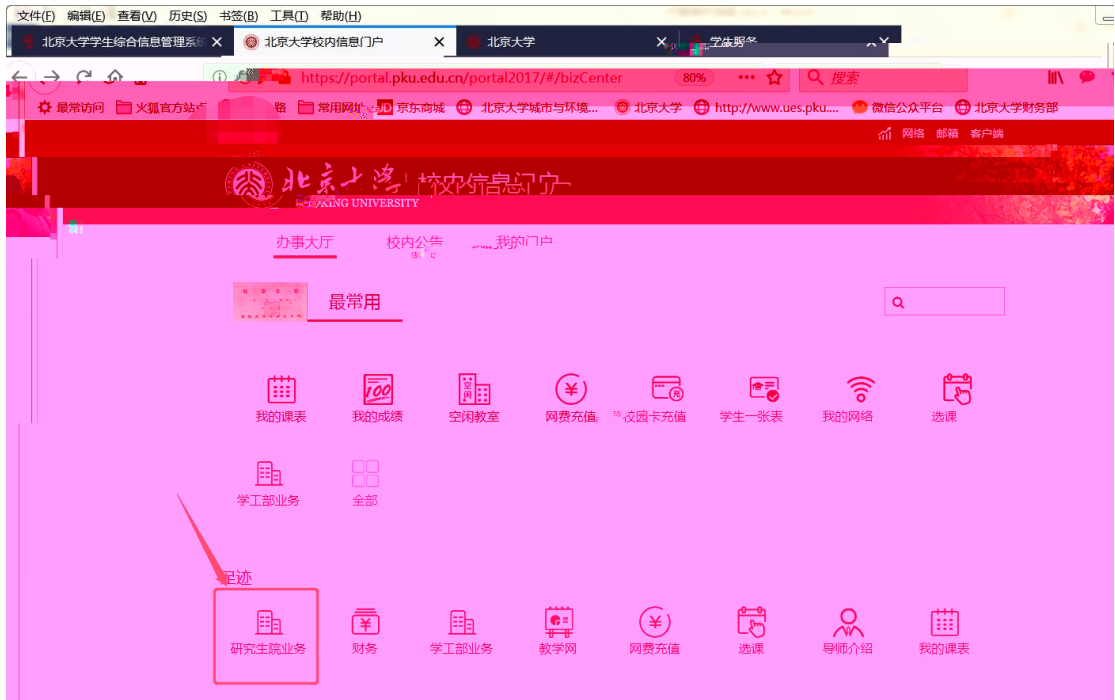 文件(F) 编辑(E) 查看(V) 历史(S) 书签(B) 工具(T) 帮助(H)
北京大学学生综合信息管理系统 北京大学校内信息门户 北京大学
https://portal.pku.edu.cn/portal2017/#/bizCenter 80% 搜索
最常访问 火狐官方站点 常用网址 JD 京东商城 北京大学城市与环境... 北京大学 http://www.ues.pku.... 微信公众平台 北京大学财务部
网络 邮箱 客户端
北京大学 校内信息门户
PEKING UNIVERSITY
办事大厅 校内公告 我的门户
最常用
我的课表 我的成绩 空闲教室 网费充值 校园卡充值 学生一张表 我的网络 选课
学工部业务 全部
足迹
研究生院业务 财务 学工部业务 教学网 网费充值 选课 导师介绍 我的课表